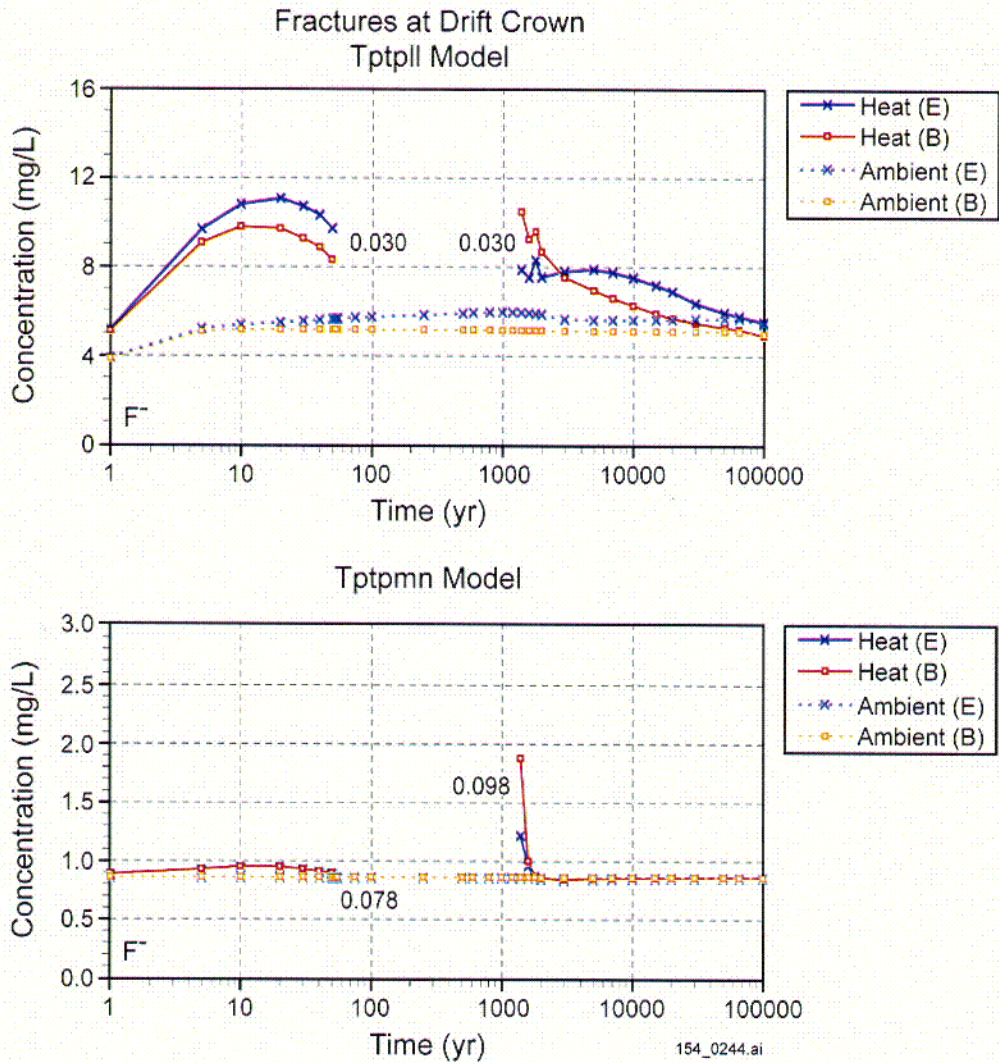 Fractures at Drift Crown
Tptpll Model
Concentration (mg/L)
16
12
8
4
0
0.030
0.030
F⁻
1
10
100
1000
10000
100000
Time (yr)
Heat (E)
Heat (B)
Ambient (E)
Ambient (B)
Tptpmn Model
Concentration (mg/L)
3.0
2.5
2.0
1.5
1.0
0.5
0.0
0.098
0.078
F⁻
1
10
100
1000
10000
100000
Time (yr)
Heat (E)
Heat (B)
Ambient (E)
Ambient (B)
154_0244.ai